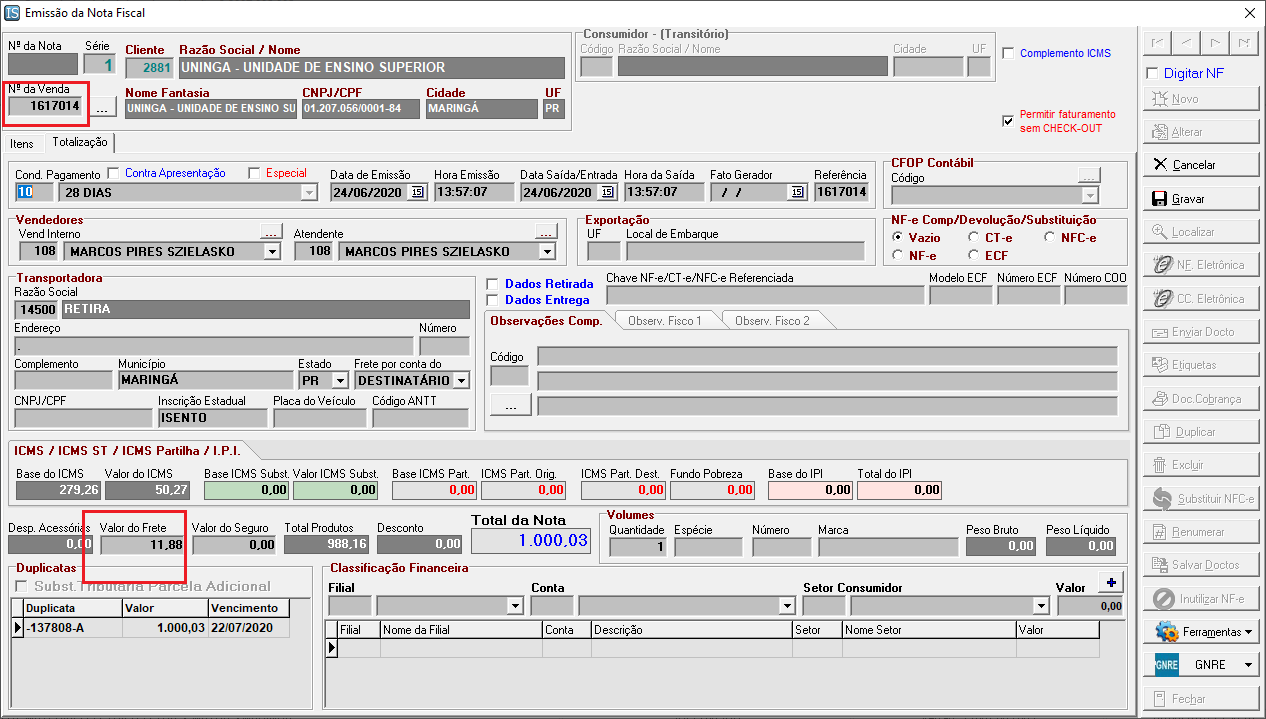 IS Emissão da Nota Fiscal
Nº da Nota Série Cliente Razão Social / Nome
1 2881 UNINGA - UNIDADE DE ENSINO SUPERIOR
Nº da Venda Nome Fantasia CNPJ/CPF Cidade UF
1617014 ... UNINGA - UNIDADE DE ENSINO SU 01.207.056/0001-84 MARINGÁ PR
Consumidor - (Transitório)
Código Razão Social / Nome Cidade UF
Complemento ICMS
Permitir faturamento
sem CHECK-OUT
Itens Totalização
Cond. Pagamento Contra Apresentação Especial Data de Emissão Hora Emissão Data Saída/Entrada Hora da Saída Fato Gerador Referência
10 28 DIAS 24/06/2020 15 13:57:07 24/06/2020 15 13:57:07 / / 15 1617014
CFOP Contábil
Código ...
Vendedores
Vend Interno ... Atendente ...
108 MARCOS PIRES SZIELASKO 108 MARCOS PIRES SZIELASKO
Exportação
UF Local de Embarque
NF-e Comp/Devolução/Substituição
Vazio CT-e NFC-e
NF-e ECF
Transportadora
Razão Social
14500 RETIRA
Endereço Número
.
Complemento Município Estado Frete por conta do
MARINGÁ PR DESTINATÁRIO
CNPJ/CPF Inscrição Estadual Placa do Veículo Código ANTT
ISENTO
Dados Retirada
Dados Entrega
Chave NF-e/CT-e/NFC-e Referenciada Modelo ECF Número ECF Número COO
Observações Comp. Observ. Fisco 1 Observ. Fisco 2
Código
...
ICMS / ICMS ST / ICMS Partilha / I.P.I.
Base do ICMS Valor do ICMS Base ICMS Subst. Valor ICMS Subst. Base ICMS Part. ICMS Part. Orig. ICMS Part. Dest. Fundo Pobreza Base do IPI Total do IPI
279,26 50,27 0,00 0,00 0,00 0,00 0,00 0,00 0,00 0,00
Desp. Acessórias Valor do Frete Valor do Seguro Total Produtos Desconto Total da Nota
0,00 11,88 0,00 988,16 0,00 1.000,03
Volumes
Quantidade Espécie Número Marca Peso Bruto Peso Líquido
1 0,00 0,00
Duplicatas
Subst.Tributaria Parcela Adicional
Duplicata Valor Vencimento
-137808-A 1.000,03 22/07/2020
Classificação Financeira
Filial Conta Setor Consumidor Valor +
0,00
Filial Nome da Filial Conta Descrição Setor Nome Setor Valor
Digitar NF
Novo
Alterar
Cancelar
Gravar
Localizar
NF. Eletrônica
CC. Eletrônica
Enviar Docto
Etiquetas
Doc.Cobrança
Duplicar
Excluir
Substituir NFC-e
Renumerar
Salvar Doctos
Inutilizar NF-e
Ferramentas
GNRE GNRE
Fechar